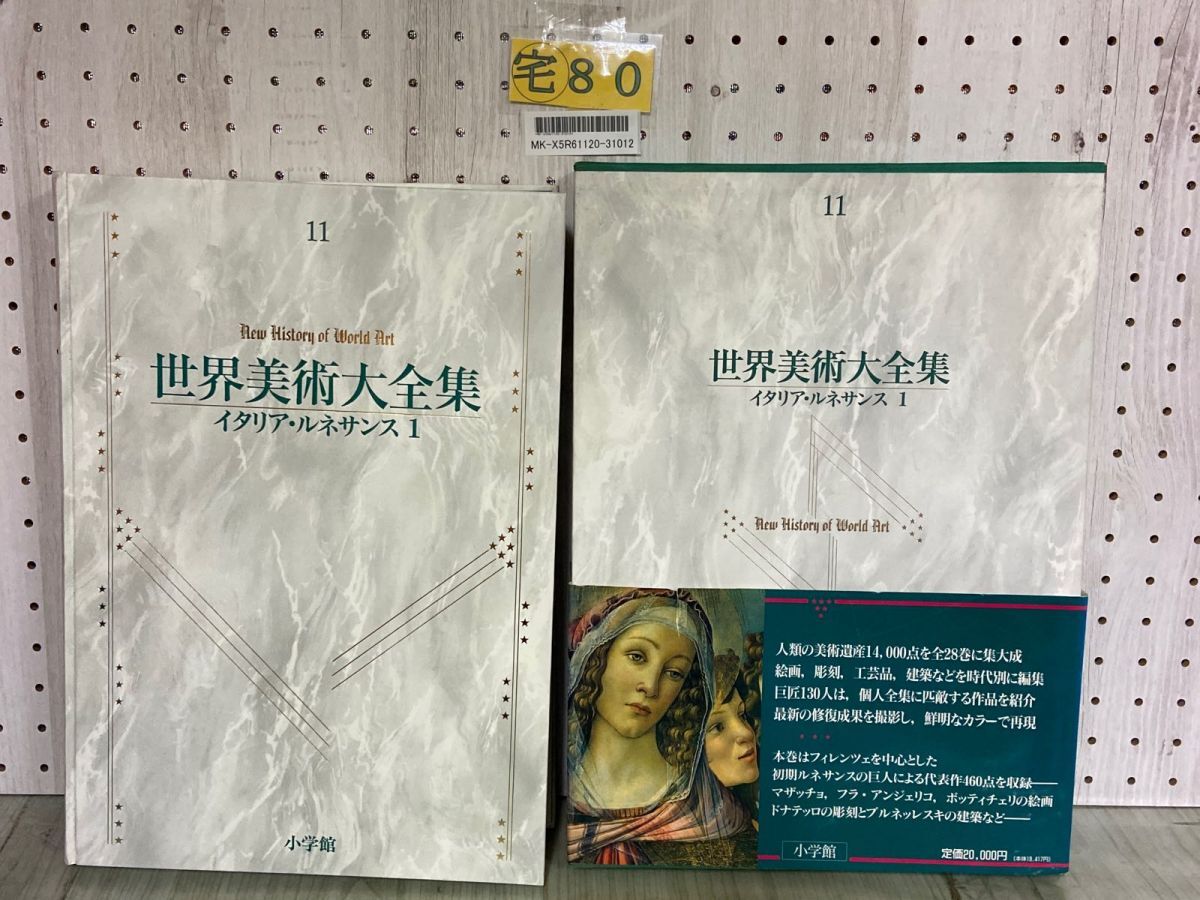 宅80
MK-X5R61120-31012
11
New History of World Art
世界美術大全集
イタリア・ルネサンス 1
小学館
11
世界美術大全集
イタリア・ルネサンス 1
New History of World Art
人類の美術遺産14,000点を全28巻に集大成
絵画，彫刻，工芸品，建築などを時代別に編集
巨匠130人は，個人全集に匹敵する作品を紹介
最新の修復成果を撮影し，鮮明なカラーで再現
本巻はフィレンツェを中心とした
初期ルネサンスの巨人による代表作460点を収録──
マザッチョ，フラ・アンジェリコ，ボッティチェリの絵画
ドナテッロの彫刻とブルネッレスキの建築など──
小学館
定価20,000円 (本体19,417円)